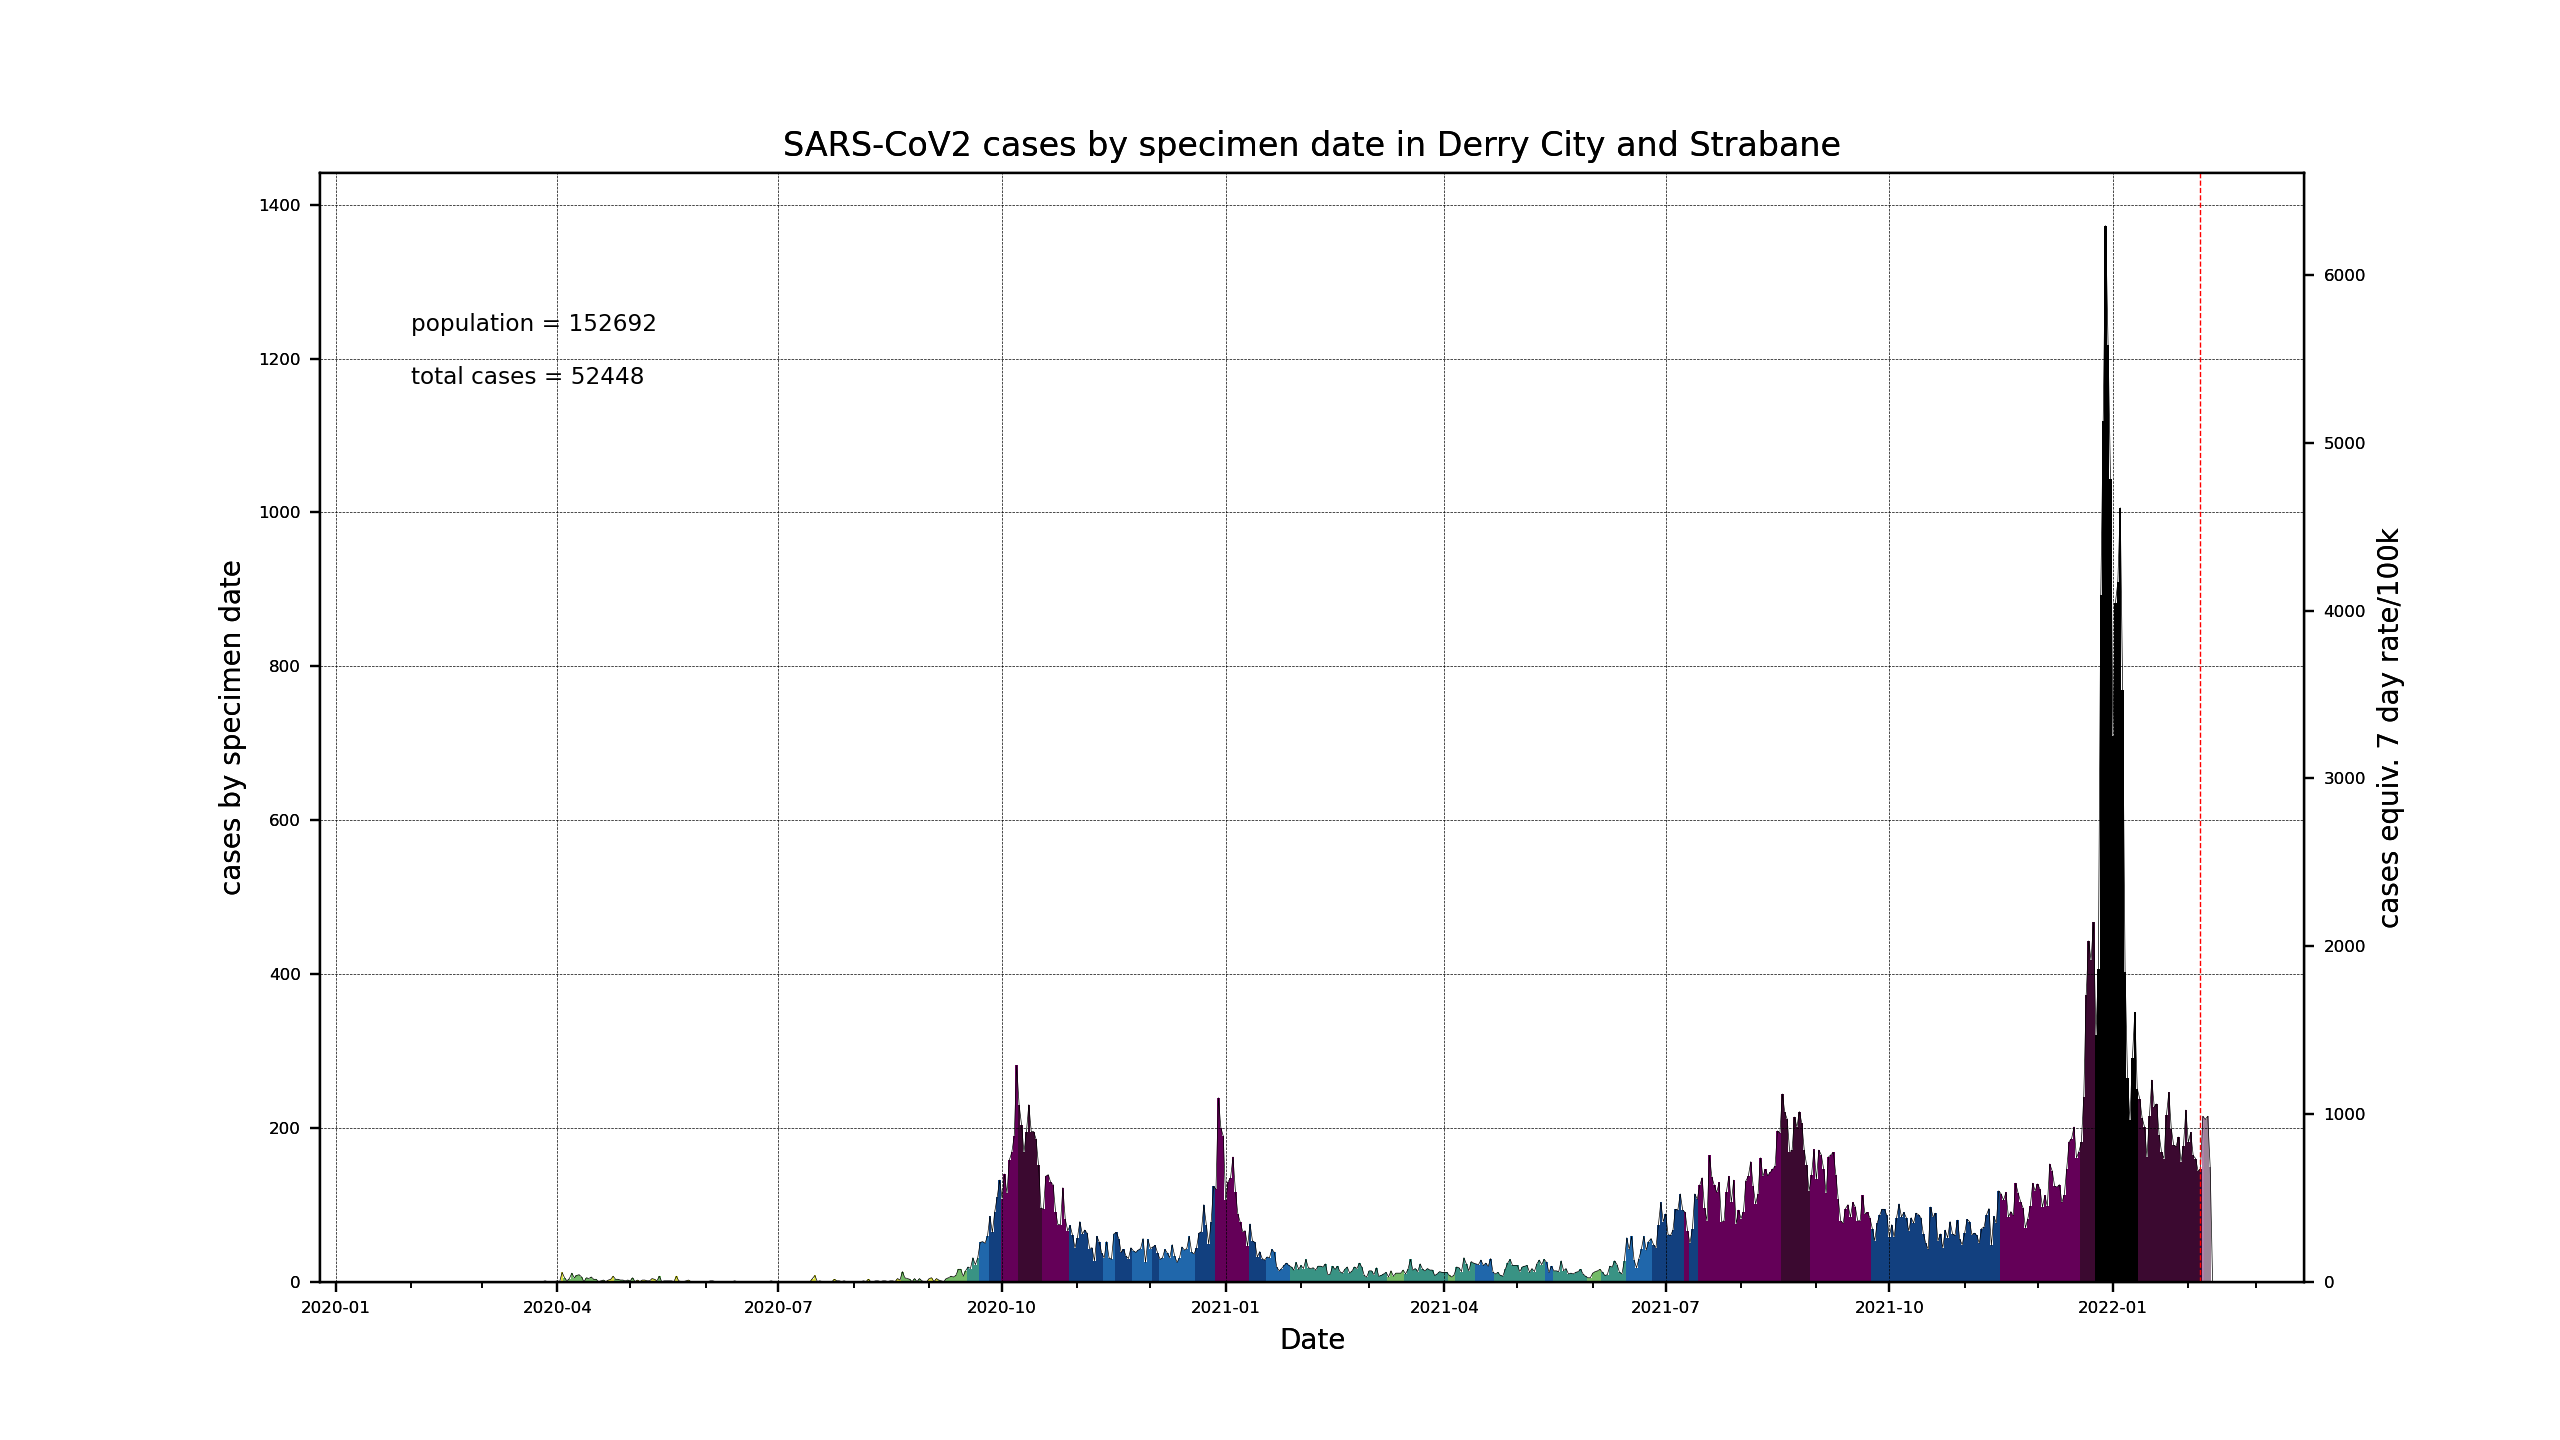 SARS-CoV2 cases by specimen date in Derry City and Strabane
population = 152692
total cases = 52448
cases by specimen date
1400
1200
1000
800
600
400
200
0
6000
5000
4000
3000
2000
1000
0
cases equiv. 7 day rate/100k
2020-01 2020-04 2020-07 2020-10 2021-01 2021-04 2021-07 2021-10 2022-01
Date